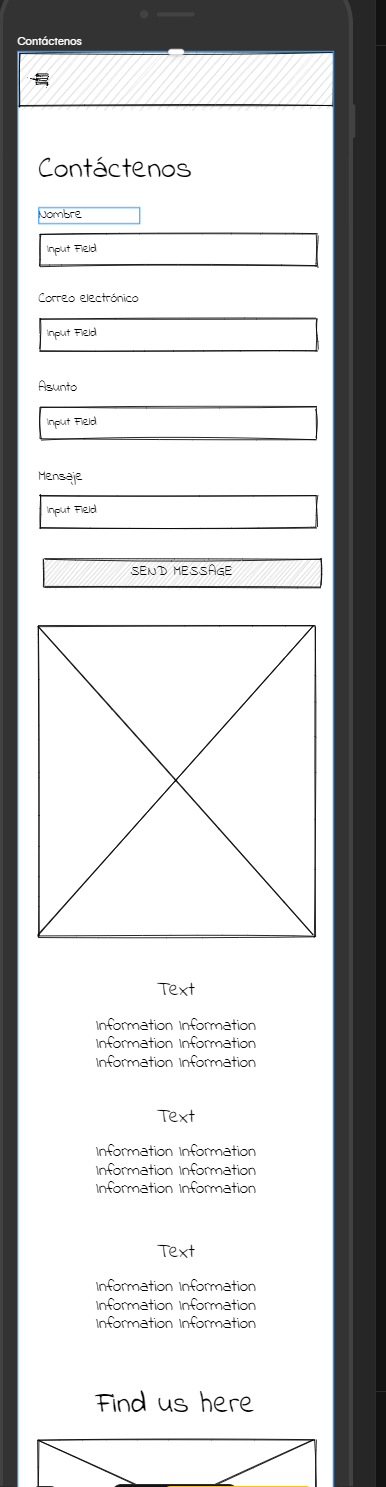 Contáctenos
Contáctenos
Nombre
Input Field
Correo electrónico
Input Field
Asunto
Input Field
Mensaje
Input Field
SEND MESSAGE
Text
Information Information
Information Information
Information Information
Text
Information Information
Information Information
Information Information
Text
Information Information
Information Information
Information Information
Find us here